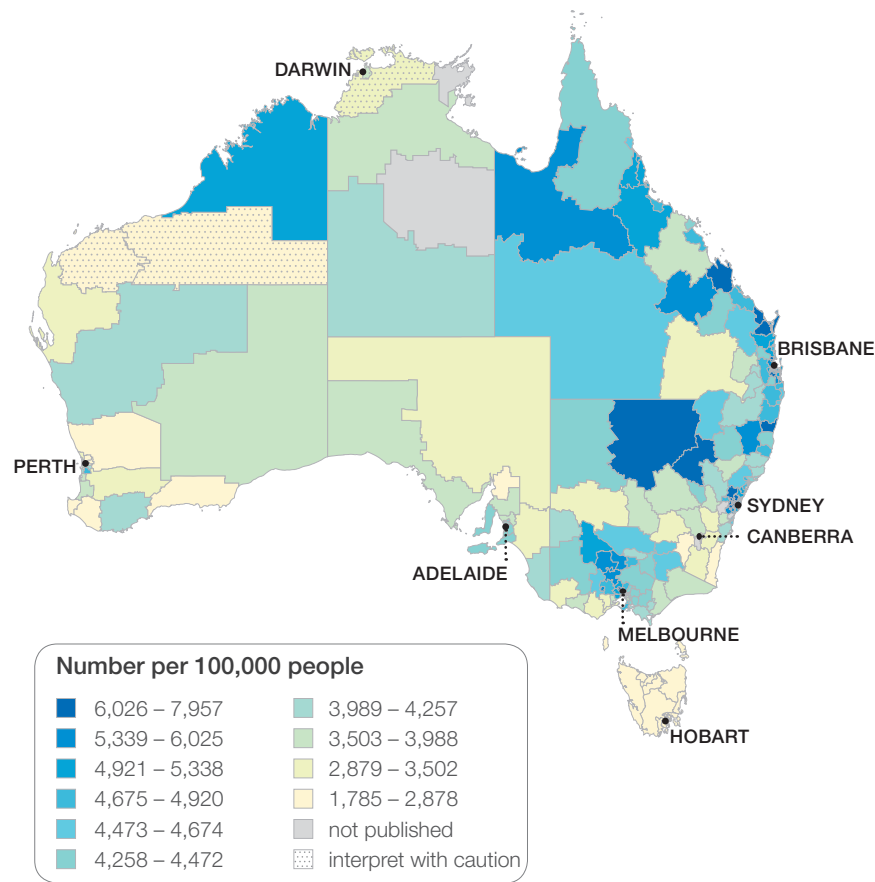 DARWIN
BRISBANE
PERTH
SYDNEY
CANBERRA
ADELAIDE
MELBOURNE
HOBART
Number per 100,000 people
6,026 – 7,957
5,339 – 6,025
4,921 – 5,338
4,675 – 4,920
4,473 – 4,674
4,258 – 4,472
3,989 – 4,257
3,503 – 3,988
2,879 – 3,502
1,785 – 2,878
not published
interpret with caution